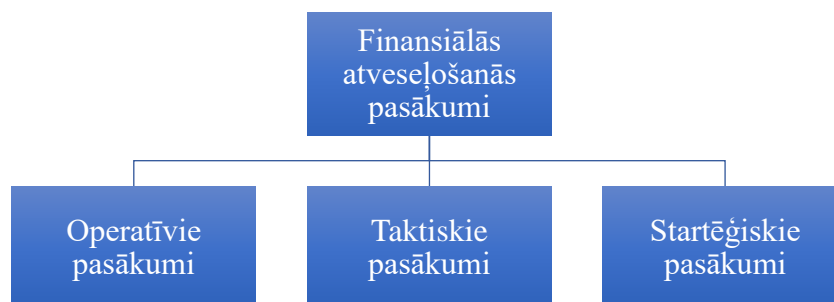 Finansiālās
atveseļošanās
pasākumi
Operatīvie
pasākumi
Taktiskie
pasākumi
Startēģiskie
pasākumi